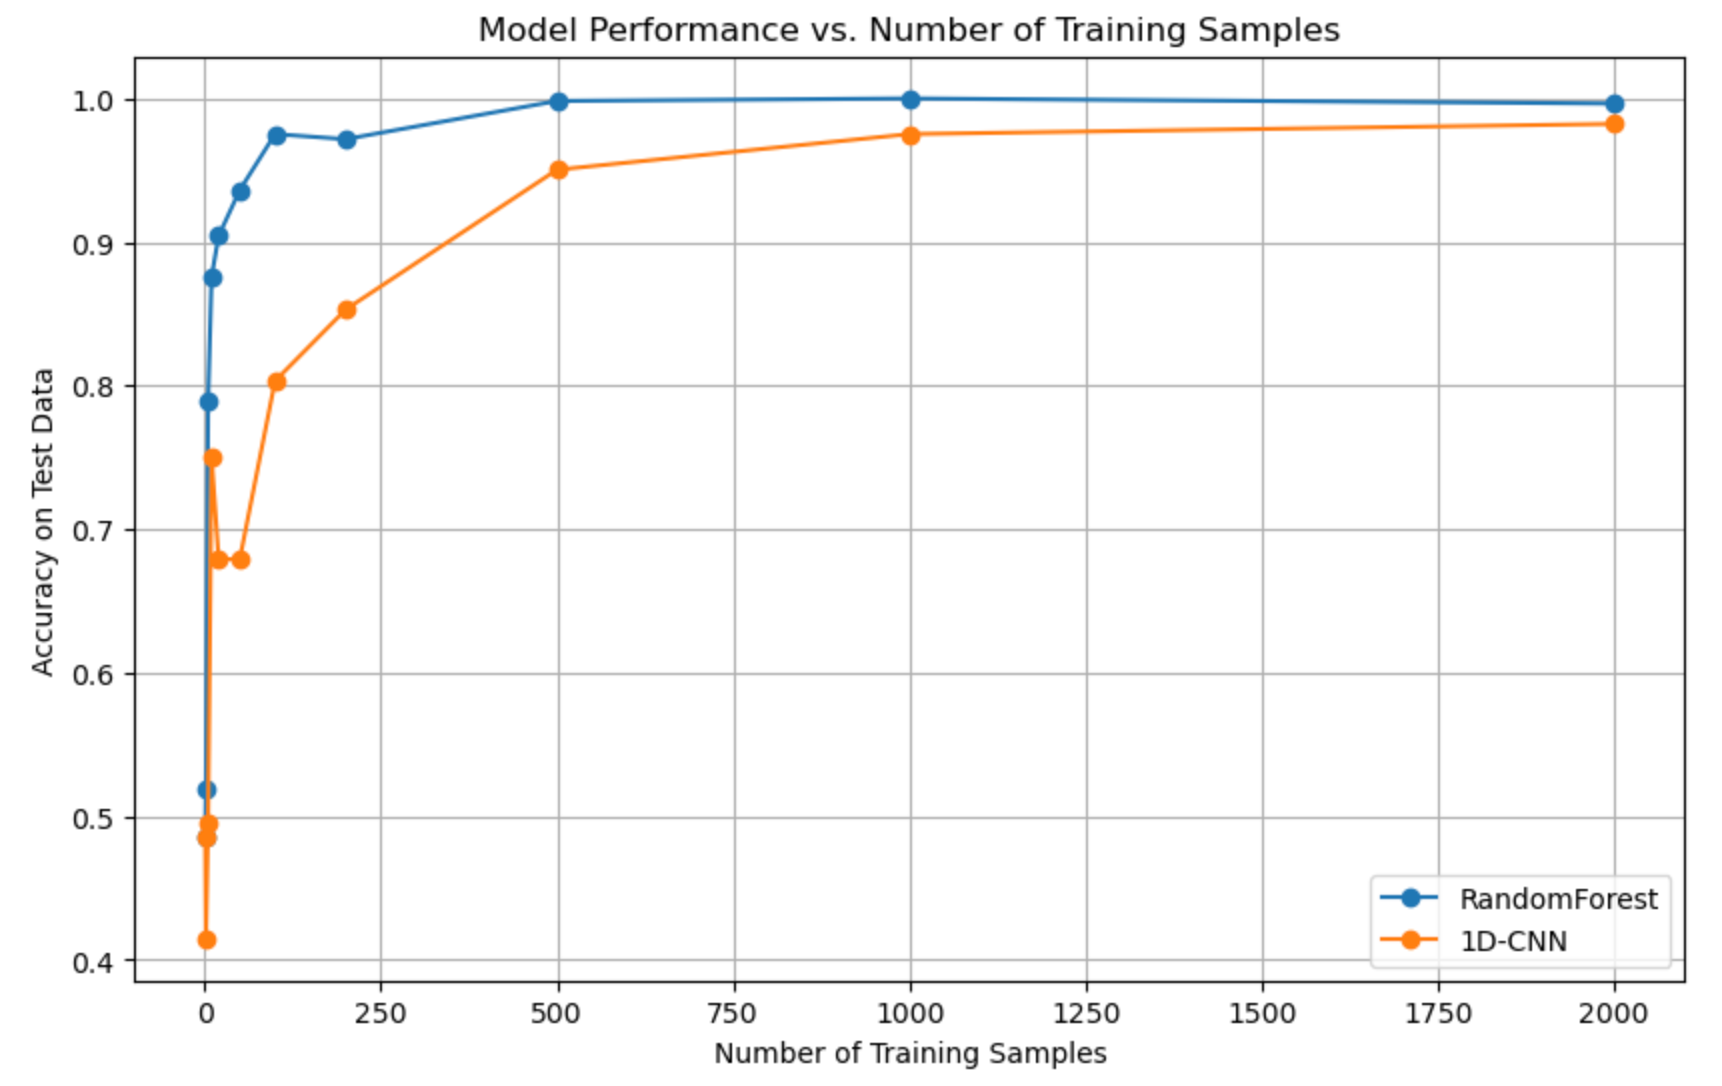 Model Performance vs. Number of Training Samples
1.0
0.9
0.8
0.7
0.6
0.5
0.4
Accuracy on Test Data
0 250 500 750 1000 1250 1500 1750 2000
Number of Training Samples
RandomForest
1D-CNN